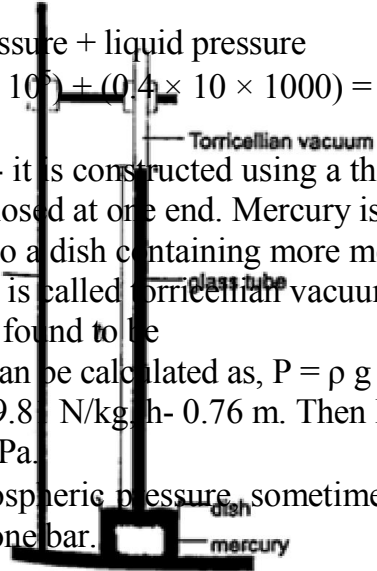 ssure + liquid pressure
10⁵) + (0.4 × 10 × 1000) =
Torricellian vacuum
- it is constructed using a th
losed at one end. Mercury is
o a dish containing more m
glass tube
is called torricellian vacuum
found to be
an be calculated as, P = ρ g
9.81 N/kg, h- 0.76 m. Then
Pa.
ospheric pressure, sometime
dish
one bar.
mercury